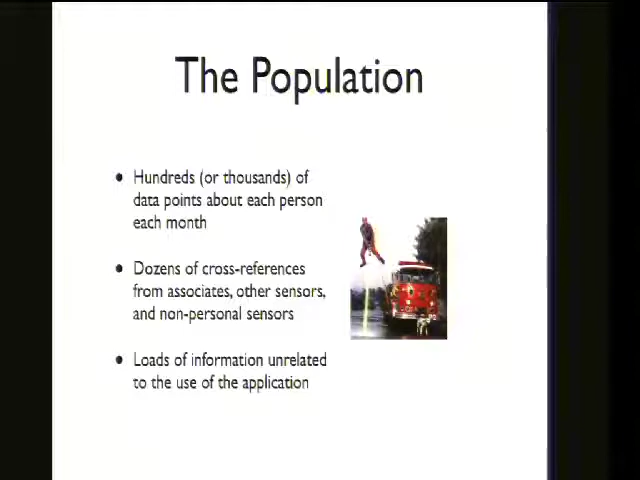 The Population
• Hundreds (or thousands) of
data points about each person
each month
• Dozens of cross-references
from associates, other sensors,
and non-personal sensors
• Loads of information unrelated
to the use of the application